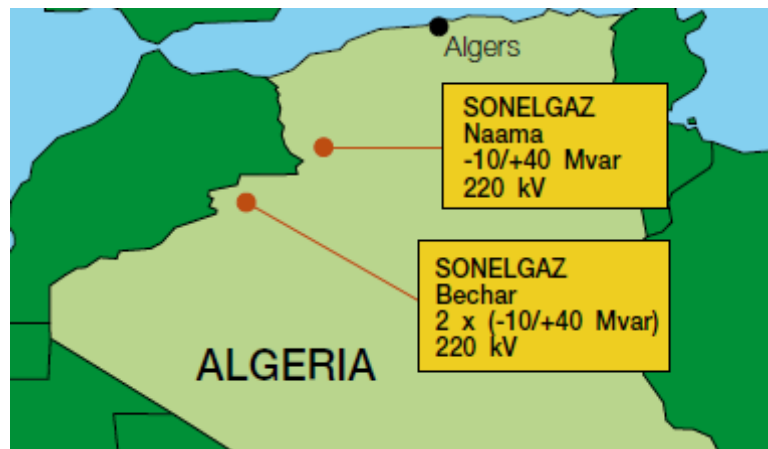 Algers
SONELGAZ
Naama
-10/+40 Mvar
220 kV
SONELGAZ
Bechar
2 x (-10/+40 Mvar)
220 kV
ALGERIA